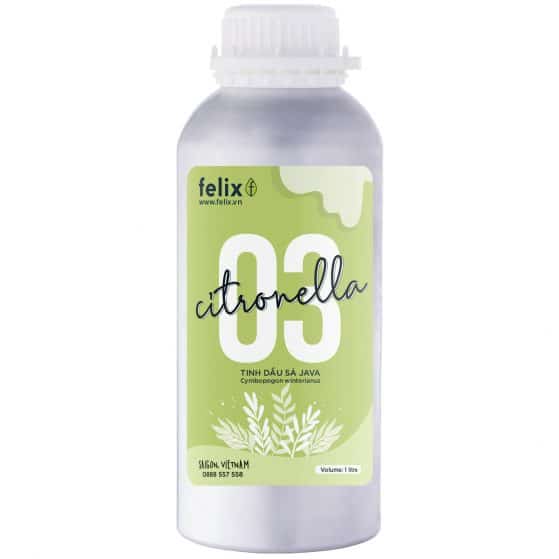 felix
www.felix.vn
03
citronella
TINH DẦU SẢ JAVA
Cymbopogon winterianus
SAIGON, VIETNAM
0888 557 558
Volume: 1 litre